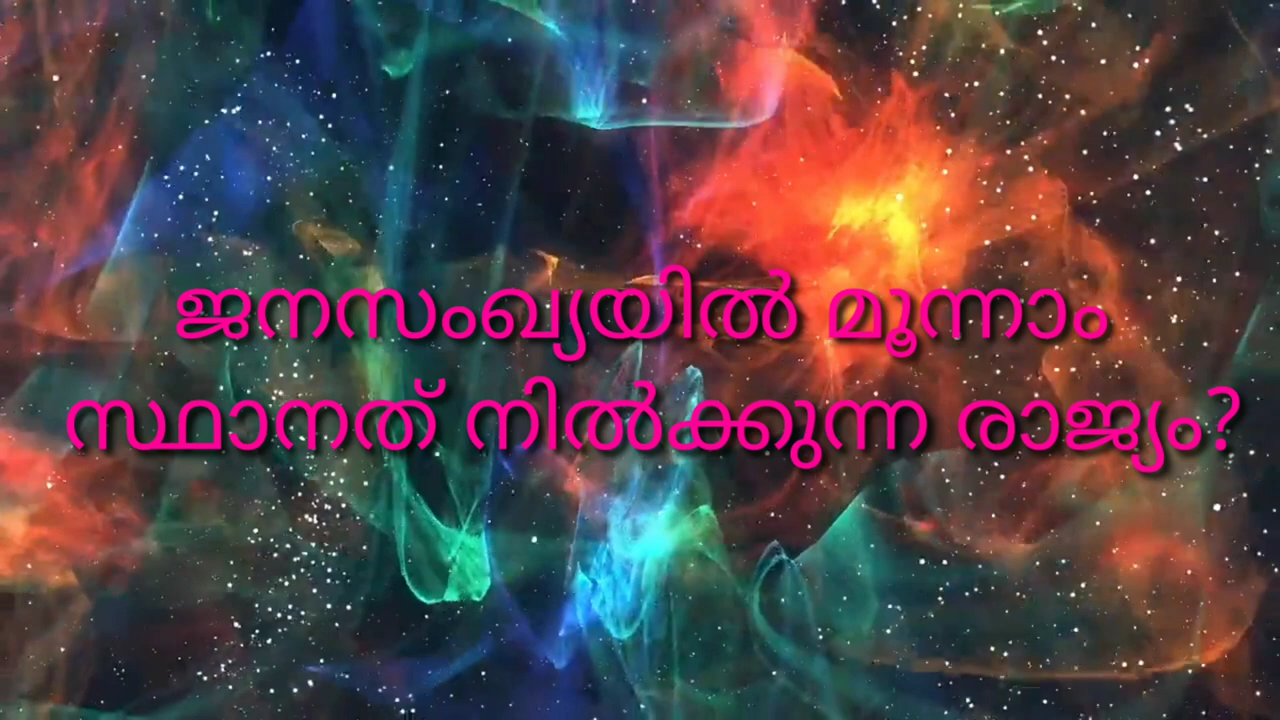 ജനസംഖ്യയിൽ മൂന്നാം
സ്ഥാനത് നിൽക്കുന്ന രാജ്യം?